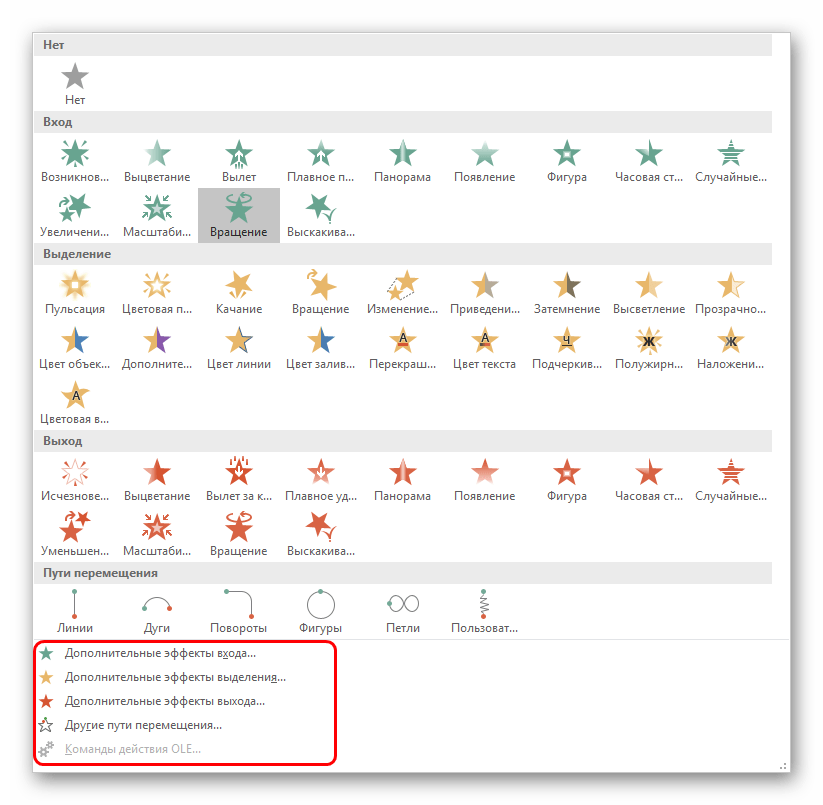 Нет
Нет
Вход
Возникнов... Выцветание Вылет Плавное п... Панорама Появление Фигура Часовая ст... Случайные...
Увеличени... Масштаби... Вращение Выскакива...
Выделение
Пульсация Цветовая п... Качание Вращение Изменение... Приведени... Затемнение Высветление Прозрачно...
Цвет объек... Дополните... Цвет линии Цвет залив... Перекраш... Цвет текста Подчеркив... Полужирн... Наложени...
Цветовая в...
Выход
Исчезнове... Выцветание Вылет за к... Плавное уд... Панорама Появление Фигура Часовая ст... Случайные...
Уменьшен... Масштаби... Вращение Выскакива...
Пути перемещения
Линии Дуги Повороты Фигуры Петли Пользоват...
Дополнительные эффекты входа...
Дополнительные эффекты выделения...
Дополнительные эффекты выхода...
Другие пути перемещения...
Команды действия OLE...